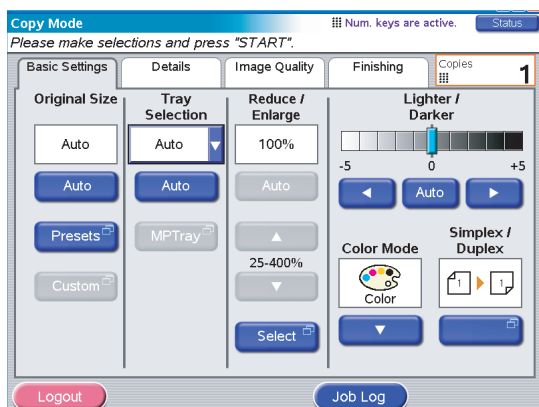 Copy Mode
Num. keys are active.
Status
Please make selections and press "START".
Basic Settings
Details
Image Quality
Finishing
Copies
1
Original Size
Auto
Auto
Presets
Custom
Tray
Selection
Auto
Auto
MPTray
Reduce /
Enlarge
100%
Auto
25-400%
Select
Lighter /
Darker
-5 0 +5
Auto
Color Mode
Color
Simplex /
Duplex
1 1
Logout
Job Log